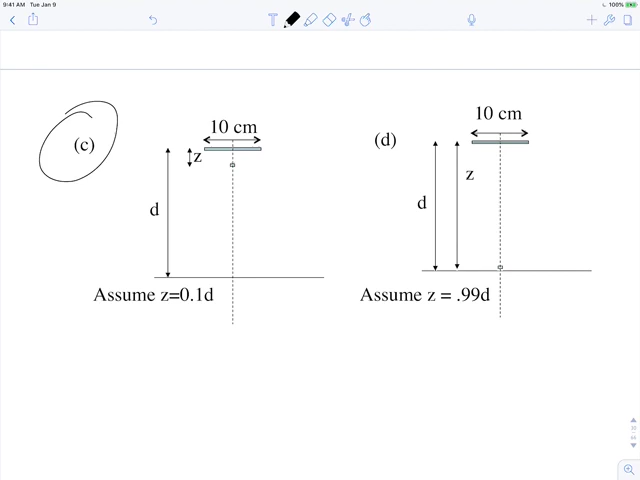 9:41 AM Tue Jan 9
100%
T
(c)
10 cm
z
d
Assume z=0.1d
(d)
10 cm
z
d
Assume z = .99d